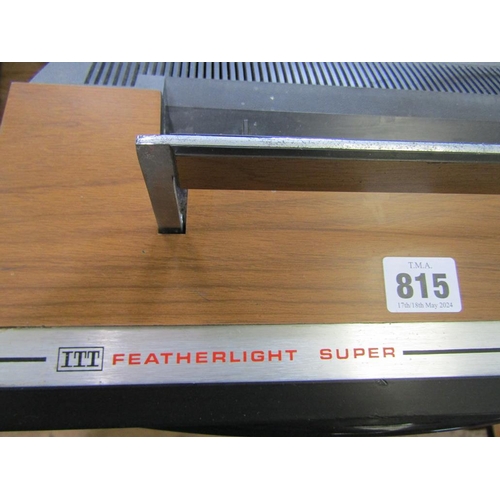 T.M.A.
815
17th/18th May 2024
ITT FEATHERLIGHT SUPER